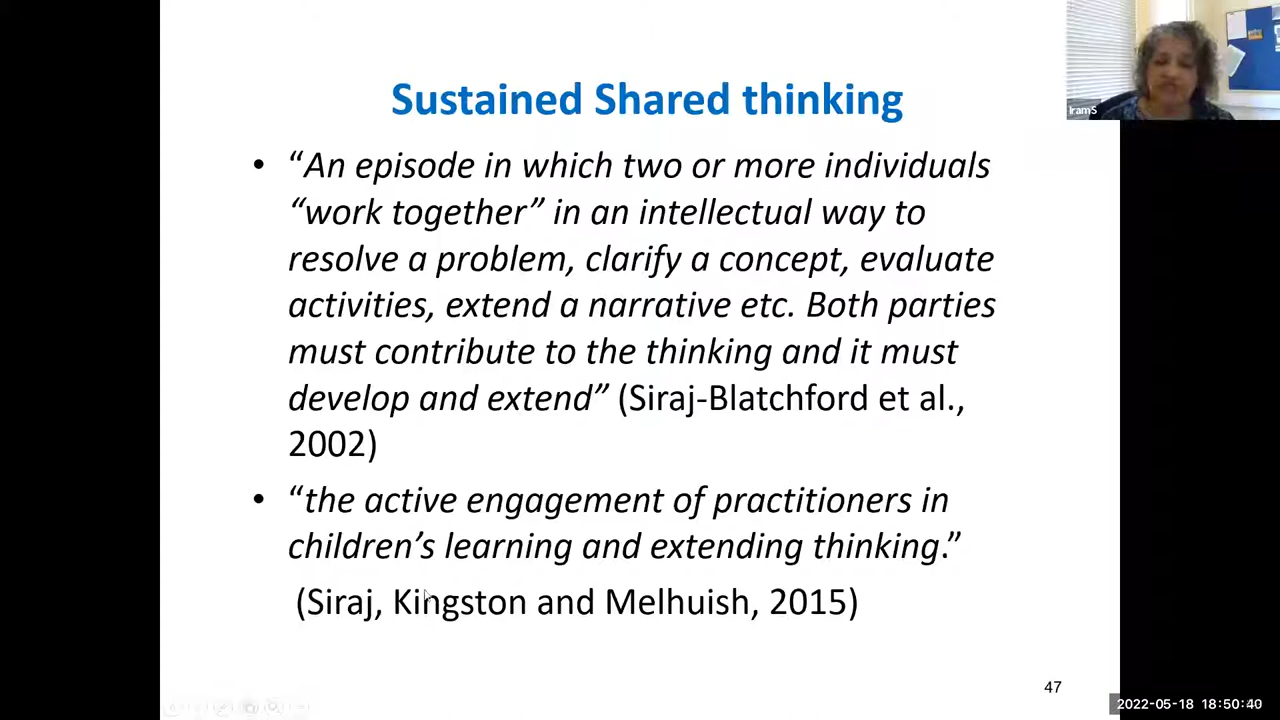 Sustained Shared thinking
IramS
• “An episode in which two or more individuals
“work together” in an intellectual way to
resolve a problem, clarify a concept, evaluate
activities, extend a narrative etc. Both parties
must contribute to the thinking and it must
develop and extend” (Siraj-Blatchford et al.,
2002)
• “the active engagement of practitioners in
children’s learning and extending thinking.”
(Siraj, Kingston and Melhuish, 2015)
47
2022-05-18 18:50:40